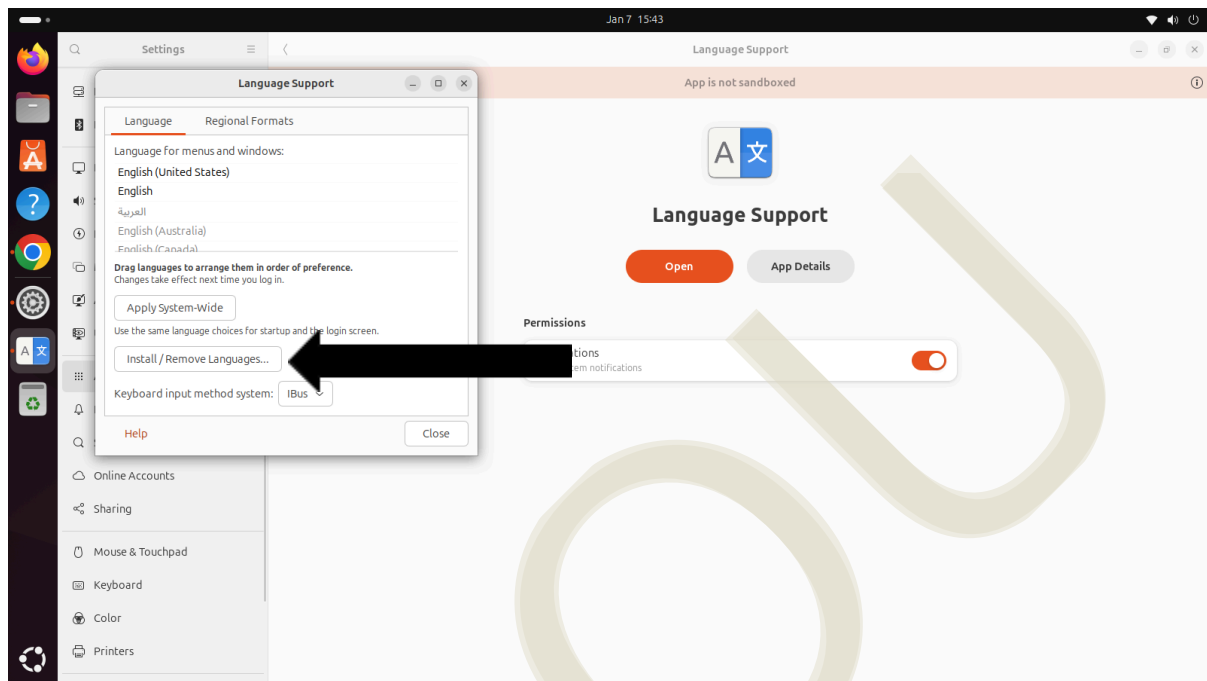 Jan 7 15:43
Settings
Language Support
App is not sandboxed
Language Support
Language Regional Formats
Language for menus and windows:
English (United States)
English
العربية
English (Australia)
English (Canada)
Drag languages to arrange them in order of preference.
Changes take effect next time you log in.
Apply System-Wide
Use the same language choices for startup and the login screen.
Install / Remove Languages...
Keyboard input method system: IBus
Help Close
Online Accounts
Sharing
Mouse & Touchpad
Keyboard
Color
Printers
A 文
Language Support
Open App Details
Permissions
notifications
A 文